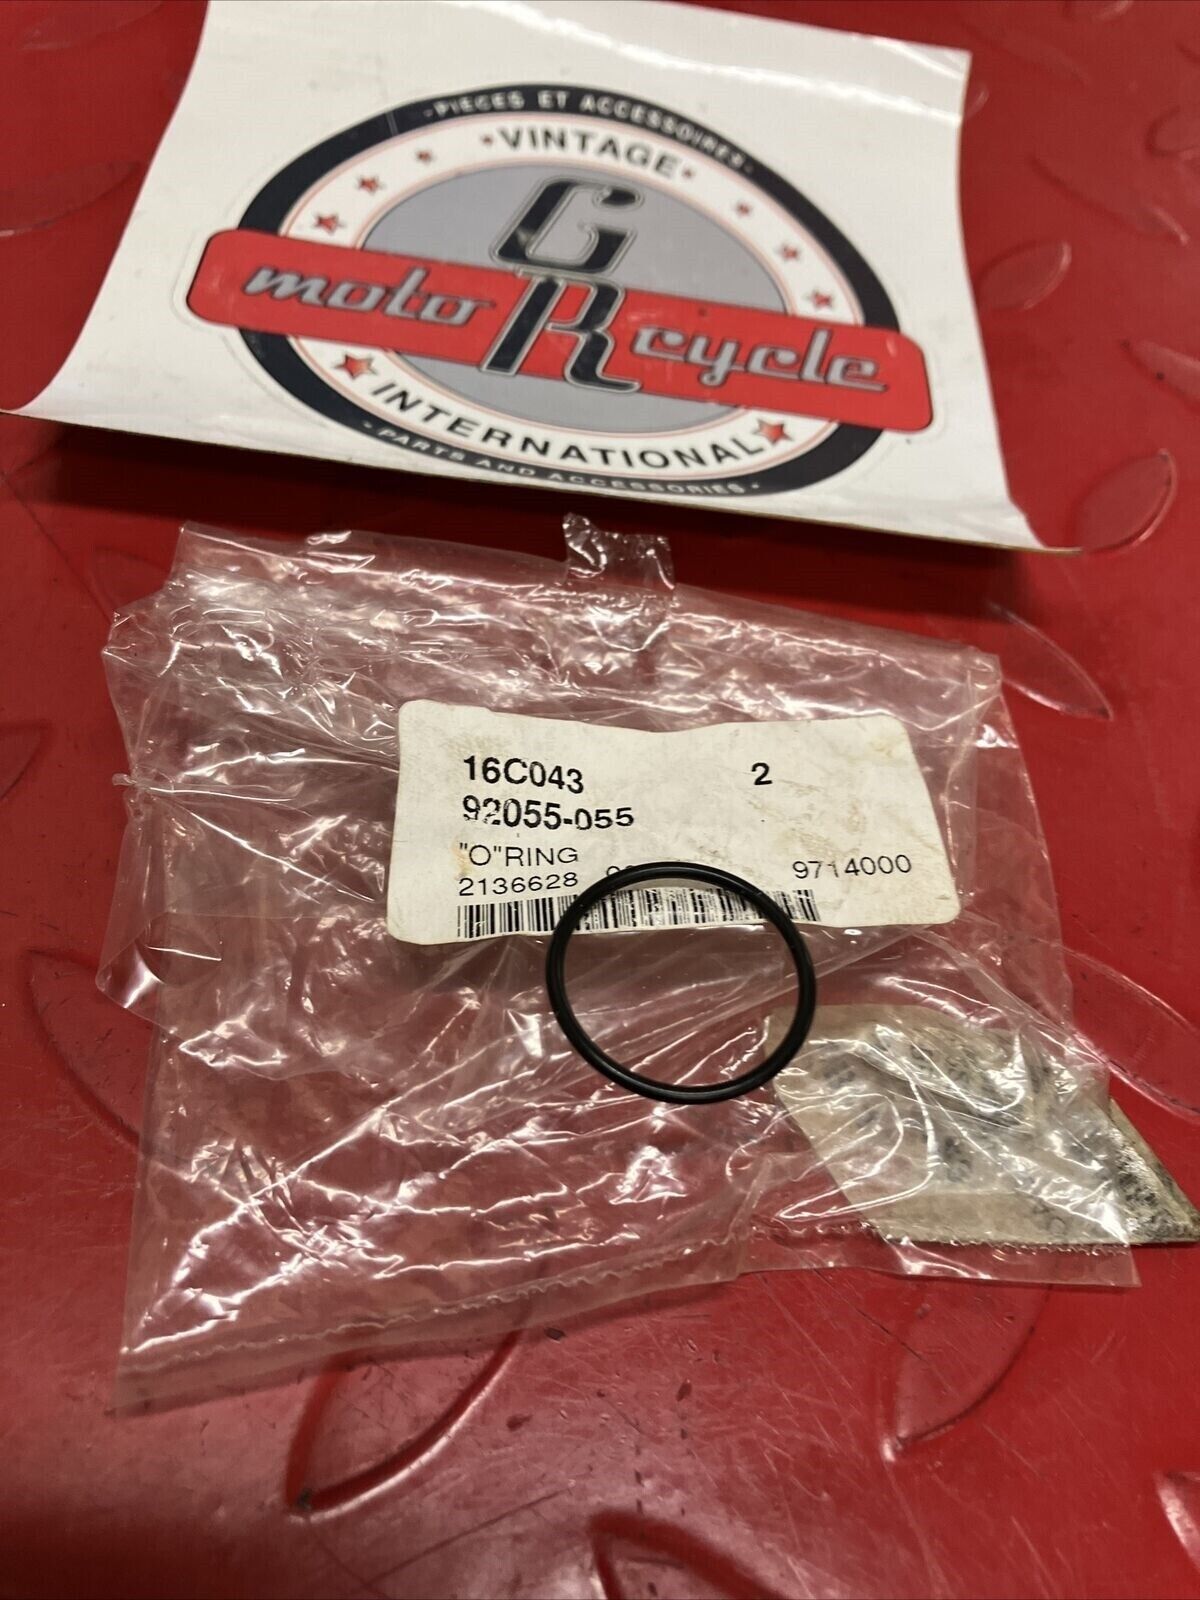 ·PIECES ET ACCESSOIRES·
·VINTAGE·
G
moto R cycle
INTERNATIONAL
·PARTS AND ACCESSORIES·
16C043 2
92055-055
"O"RING
2136628 9714000